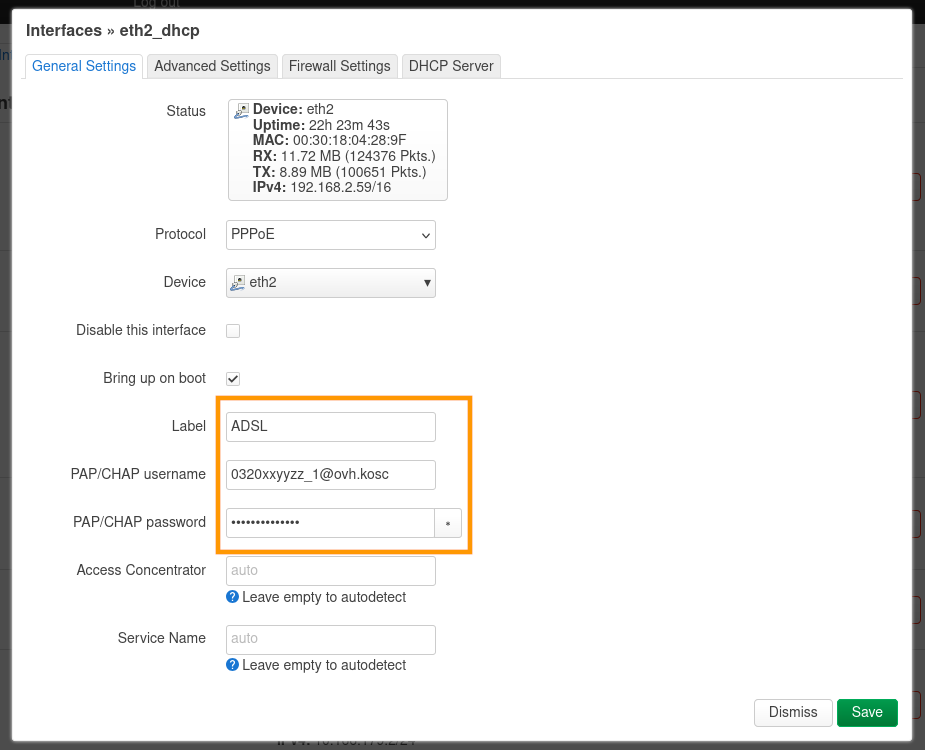 Log out
Interfaces » eth2_dhcp
General Settings
Advanced Settings
Firewall Settings
DHCP Server
Status
Device: eth2
Uptime: 22h 23m 43s
MAC: 00:30:18:04:28:9F
RX: 11.72 MB (124376 Pkts.)
TX: 8.89 MB (100651 Pkts.)
IPv4: 192.168.2.59/16
Protocol
PPPoE
Device
eth2
Disable this interface
Bring up on boot
Label
ADSL
PAP/CHAP username
0320xxyyzz_1@ovh.kosc
PAP/CHAP password
••••••••••••••
*
Access Concentrator
auto
Leave empty to autodetect
Service Name
auto
Leave empty to autodetect
Dismiss
Save